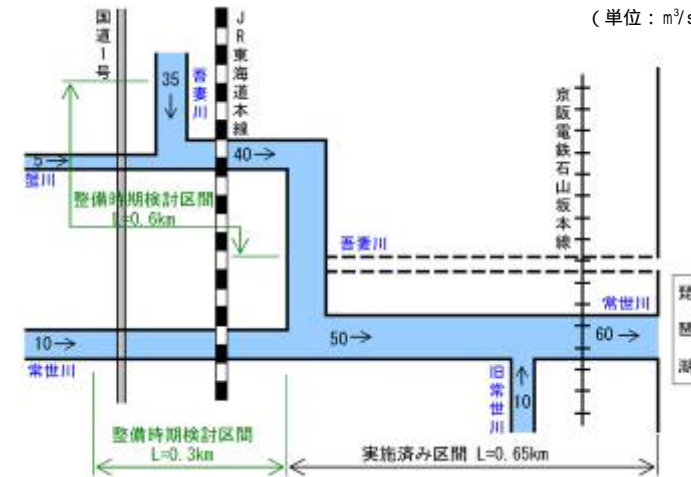 (単位：m³/s
国道1号
JR東海道本線
35
↓
吾妻川
京阪電鉄石山坂本線
5→
蟹川
40→
整備時期検討区間
L=0.6km
吾妻川
常世川
10→
50→
60→
常世川
旧常世川
↑
10
整備時期検討区間
L=0.3km
実施済み区間 L=0.65km